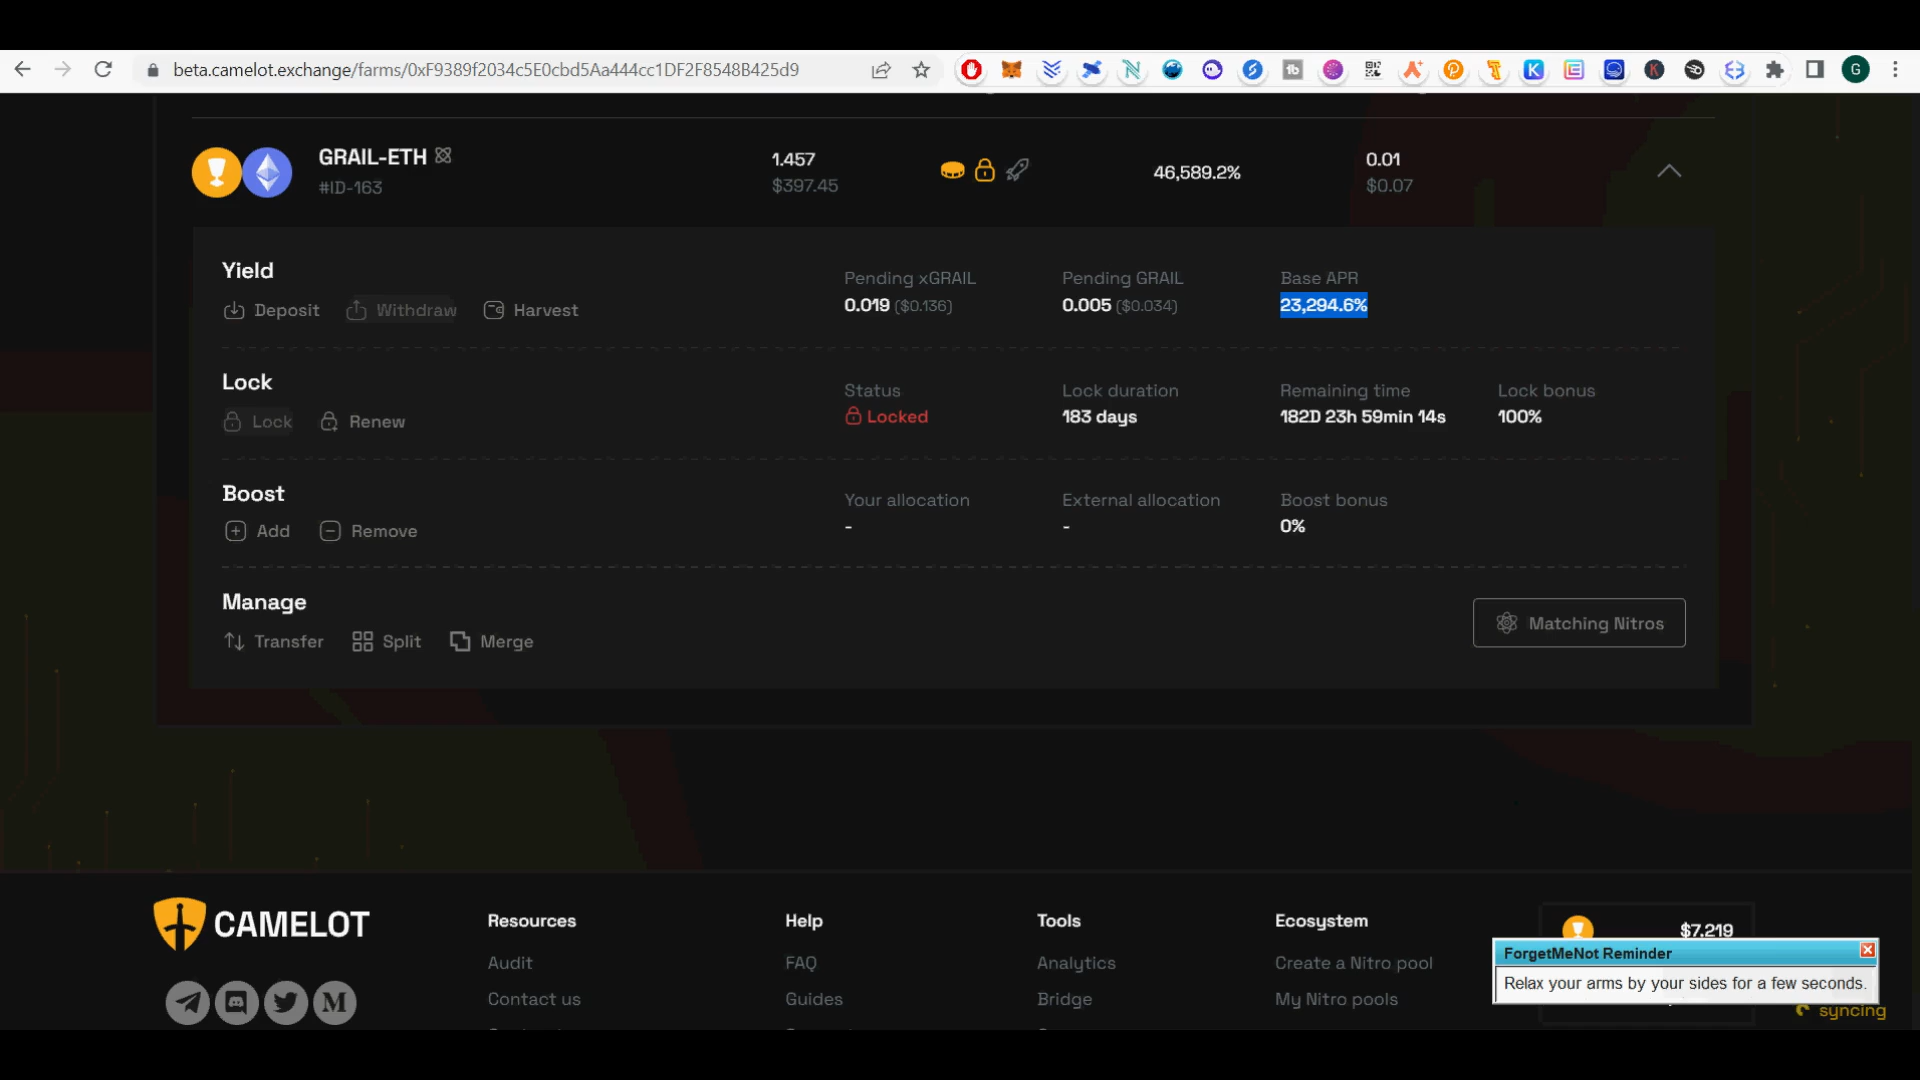 beta.camelot.exchange/farms/0xF9389f2034c5E0cbd5Aa444cc1DF2F8548B425d9
GRAIL-ETH
#ID-163
1.457
$397.45
46,589.2%
0.01
$0.07
Yield
Deposit Withdraw Harvest
Pending xGRAIL
0.019 ($0.136)
Pending GRAIL
0.005 ($0.034)
Base APR
23,294.6%
Lock
Lock Renew
Status
Locked
Lock duration
183 days
Remaining time
182D 23h 59min 14s
Lock bonus
100%
Boost
Add Remove
Your allocation
-
External allocation
-
Boost bonus
0%
Manage
Transfer Split Merge
Matching Nitros
CAMELOT
Resources
Audit
Contact us
Help
FAQ
Guides
Tools
Analytics
Bridge
Ecosystem
Create a Nitro pool
My Nitro pools
$7.219
ForgetMeNot Reminder
Relax your arms by your sides for a few seconds.
syncing